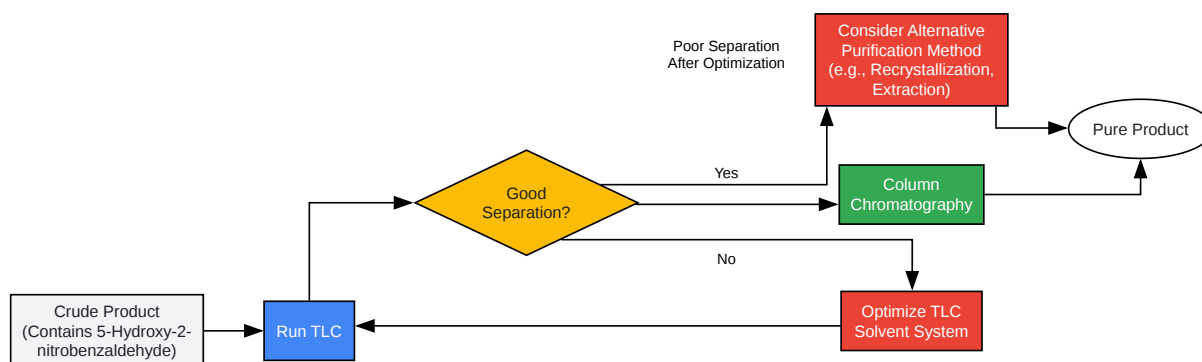 Crude Product
(Contains 5-Hydroxy-2-
nitrobenzaldehyde)
Run TLC
Good
Separation?
Yes
No
Poor Separation
After Optimization
Consider Alternative
Purification Method
(e.g., Recrystallization,
Extraction)
Column
Chromatography
Optimize TLC
Solvent System
Pure Product